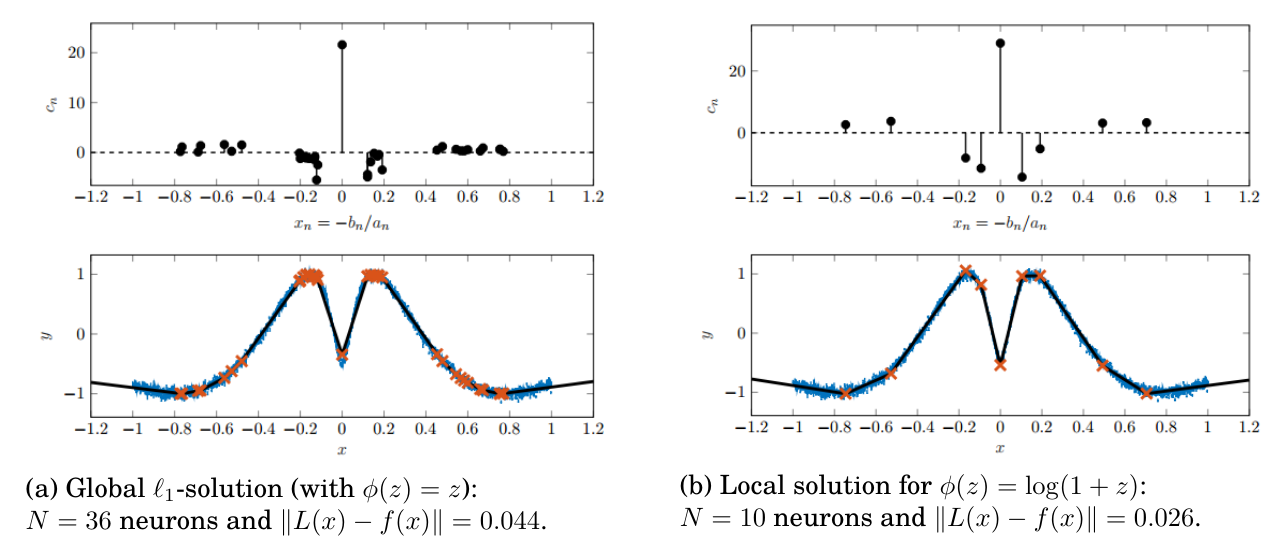 20
10
0
c_n
−1.2 −1 −0.8 −0.6 −0.4 −0.2 0 0.2 0.4 0.6 0.8 1 1.2
x_n = −b_n/a_n
1
0
−1
y
−1.2 −1 −0.8 −0.6 −0.4 −0.2 0 0.2 0.4 0.6 0.8 1 1.2
x
(a) Global ℓ₁-solution (with ϕ(z) = z):
N = 36 neurons and ‖L(x) − f(x)‖ = 0.044.
20
0
c_n
−1.2 −1 −0.8 −0.6 −0.4 −0.2 0 0.2 0.4 0.6 0.8 1 1.2
x_n = −b_n/a_n
1
0
−1
y
−1.2 −1 −0.8 −0.6 −0.4 −0.2 0 0.2 0.4 0.6 0.8 1 1.2
x
(b) Local solution for ϕ(z) = log(1 + z):
N = 10 neurons and ‖L(x) − f(x)‖ = 0.026.